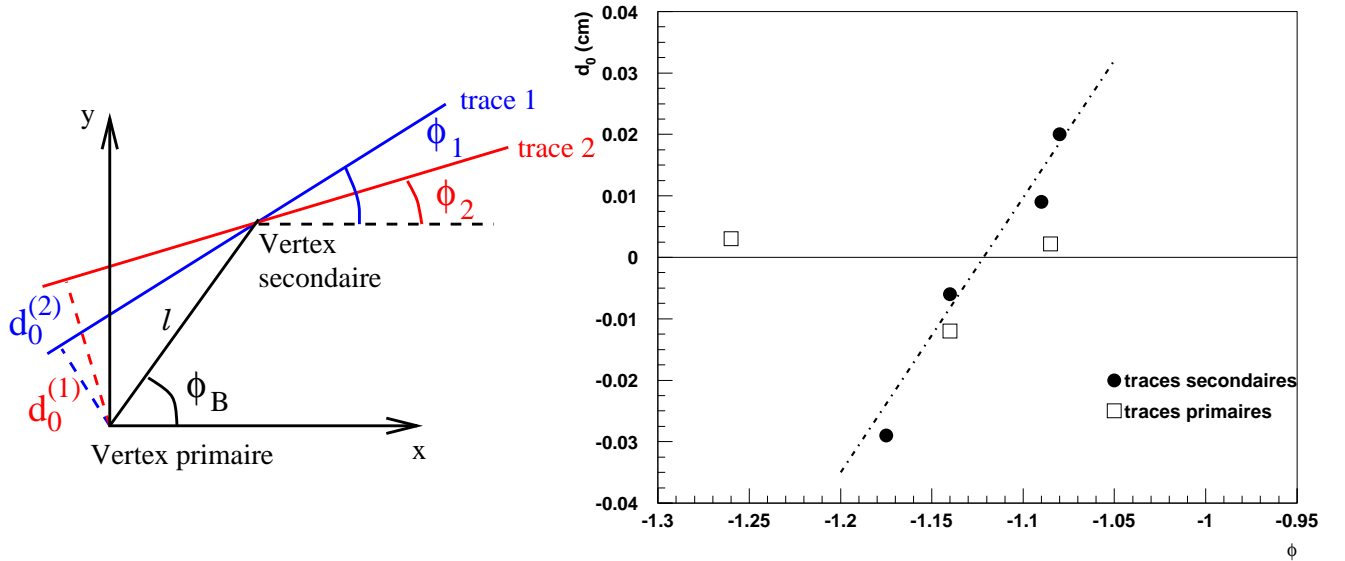 y
trace 1
ϕ1
trace 2
ϕ2
Vertex
secondaire
d0(2)
l
d0(1)
ϕB
x
Vertex primaire
d0 (cm)
0.04
0.03
0.02
0.01
0
-0.01
-0.02
-0.03
-0.04
traces secondaires
traces primaires
-1.3 -1.25 -1.2 -1.15 -1.1 -1.05 -1 -0.95
ϕ